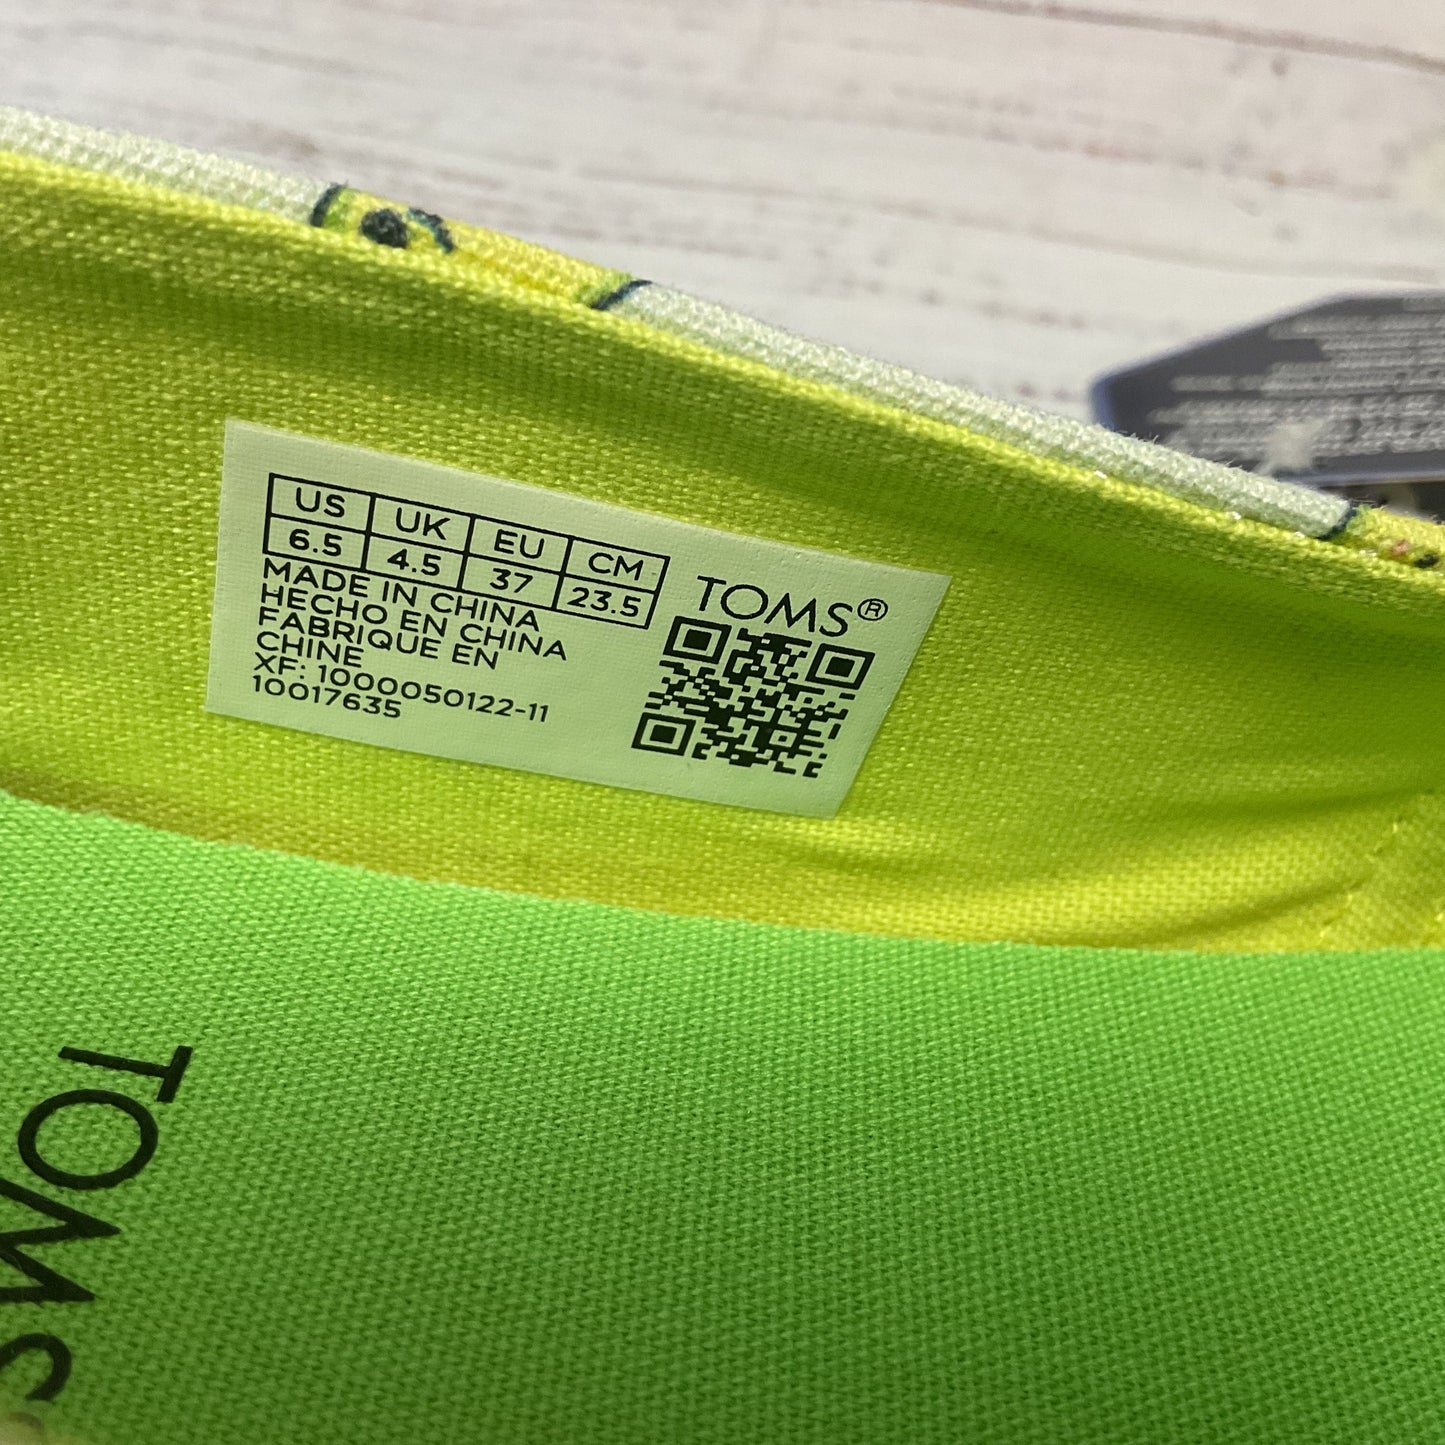 US UK EU CM
6.5 4.5 37 23.5
MADE IN CHINA
HECHO EN CHINA
FABRIQUE EN
CHINE
XF: 1000050122-11
10017635
TOMS®
TOMS